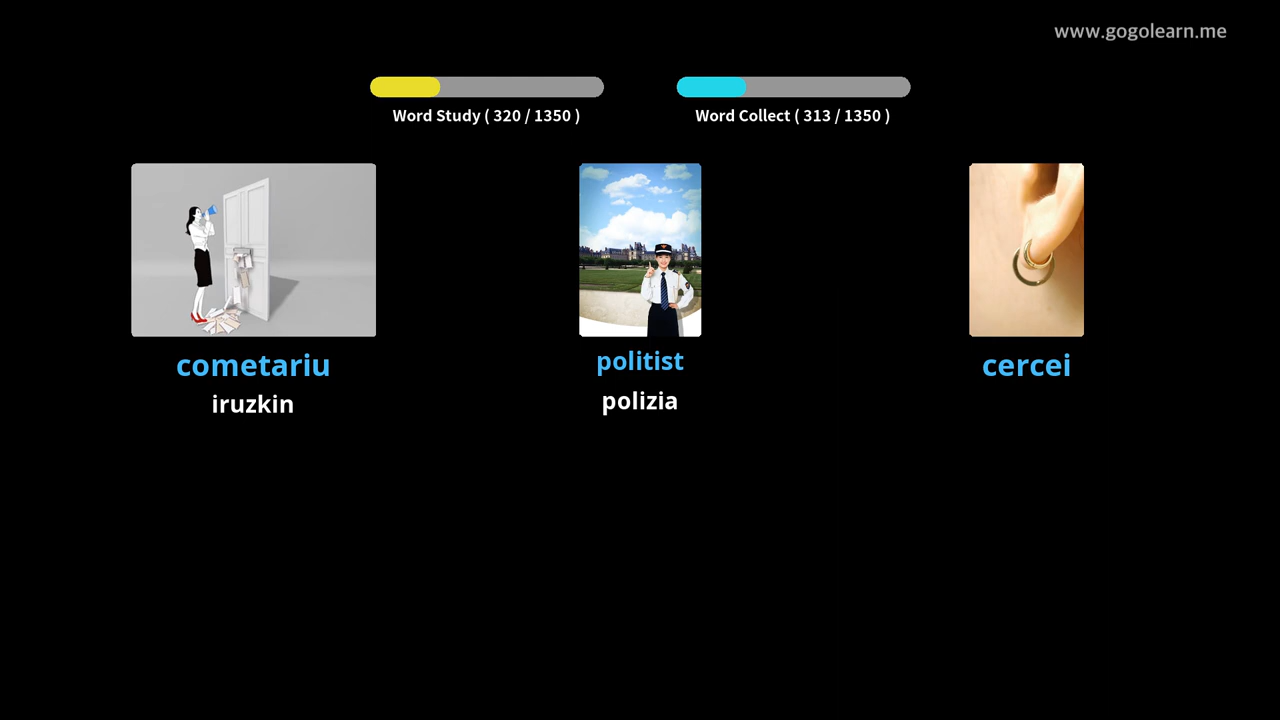 www.gogolearn.me
Word Study ( 320 / 1350 )
Word Collect ( 313 / 1350 )
cometariu
iruzkin
politist
polizia
cercei